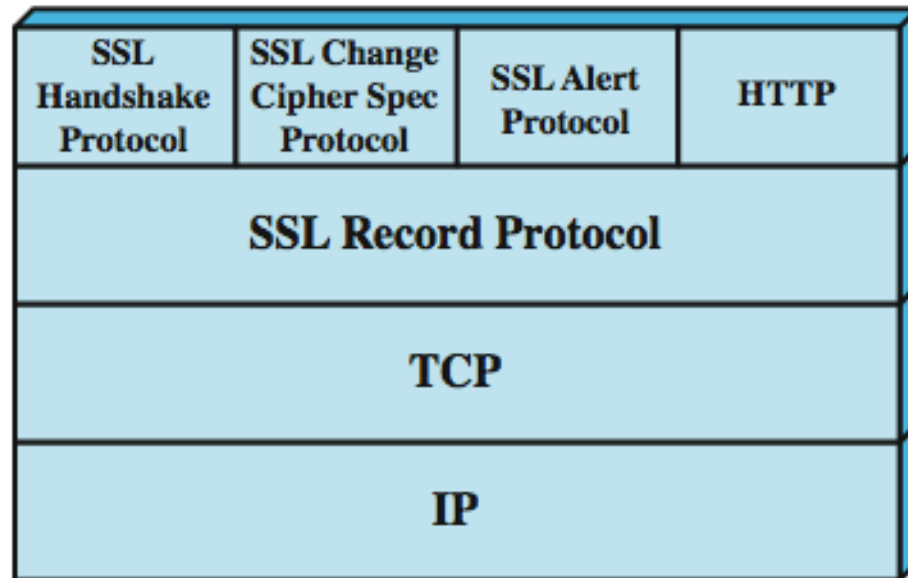 SSL
Handshake
Protocol
SSL Change
Cipher Spec
Protocol
SSL Alert
Protocol
HTTP
SSL Record Protocol
TCP
IP